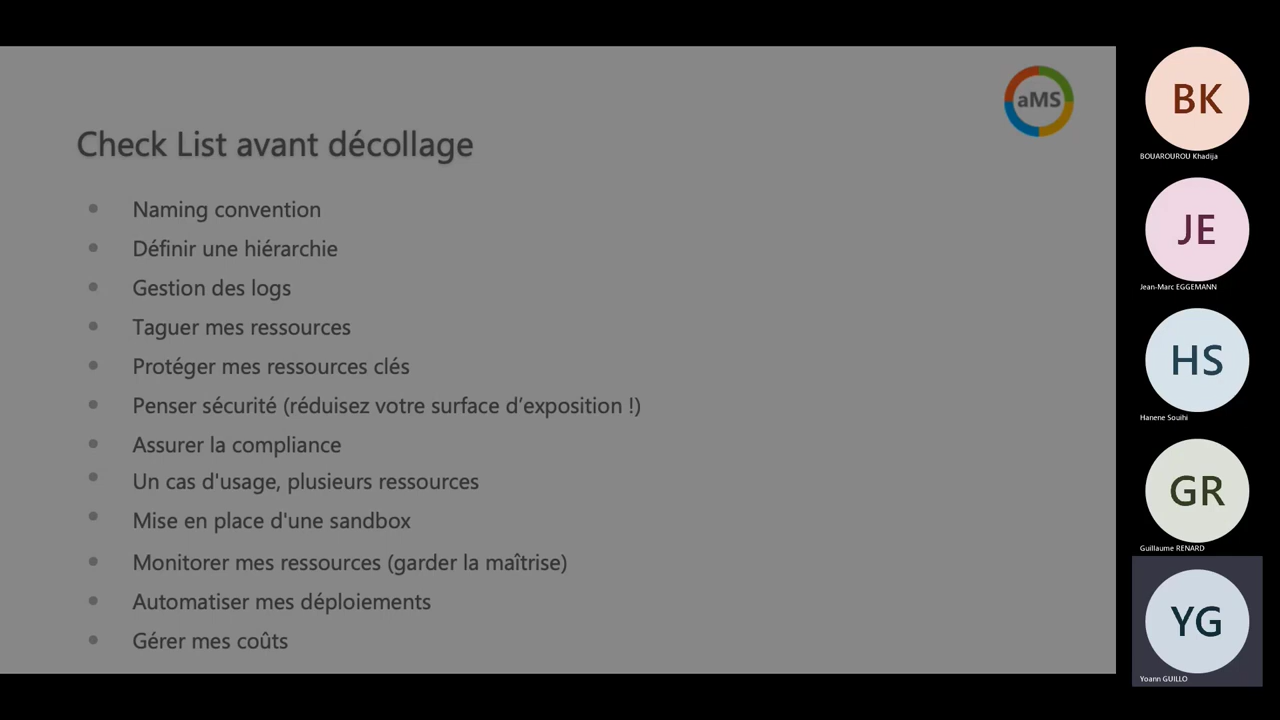 aMS
Check List avant décollage
Naming convention
Définir une hiérarchie
Gestion des logs
Taguer mes ressources
Protéger mes ressources clés
Penser sécurité (réduisez votre surface d’exposition !)
Assurer la compliance
Un cas d'usage, plusieurs ressources
Mise en place d'une sandbox
Monitorer mes ressources (garder la maîtrise)
Automatiser mes déploiements
Gérer mes coûts
BK
BOUAROUROU Khadija
JE
Jean-Marc EGGEMANN
HS
Hanene Souihi
GR
Guillaume RENARD
YG
Yoann GUILLO